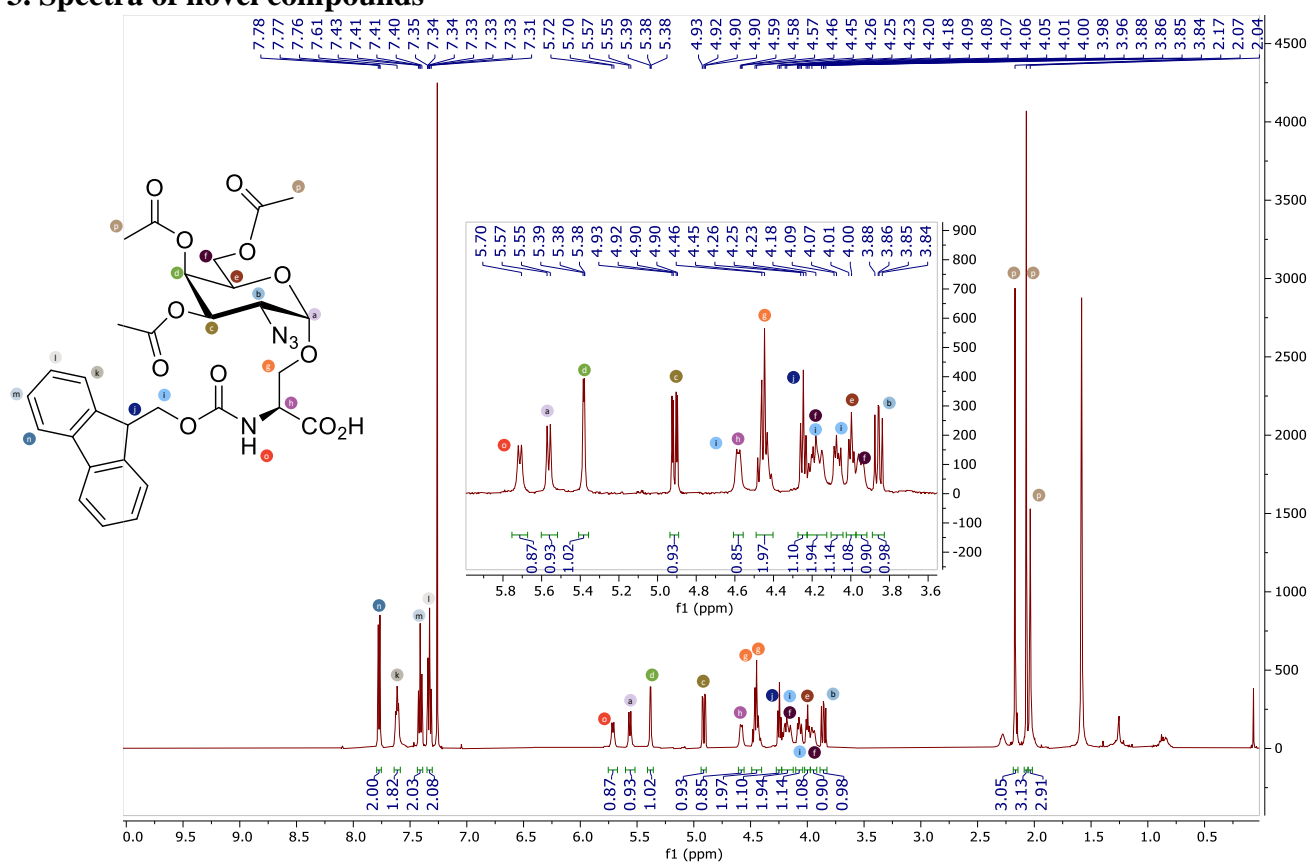 Spectra of novel compounds
7.78 7.77 7.76 7.61 7.43 7.41 7.41 7.40 7.35 7.34 7.34 7.33 7.33 7.31 5.72 5.70 5.57 5.55 5.39 5.38 5.38 4.93 4.92 4.90 4.90 4.59 4.58 4.57 4.46 4.45 4.26 4.25 4.23 4.20 4.18 4.09 4.08 4.07 4.06 4.05 4.01 4.00 3.98 3.96 3.88 3.86 3.85 3.84 2.17 2.07 2.04
4500
4000
3500
3000
2500
2000
1500
1000
500
0
O p
p O
O O
f
d e O
b
O c a
N3
O O
l k g
m i O h
j O N CO2H
n H
o
5.70 5.57 5.55 5.39 5.38 5.38 4.93 4.92 4.90 4.90 4.46 4.45 4.26 4.25 4.23 4.18 4.09 4.07 4.01 4.00 3.88 3.86 3.85 3.84
900
800
700
600
500
400
300
200
100
0
-100
-200
g
d c j e b
a f
o i h i i f
0.87 0.93 1.02 0.93 0.85 1.97 1.10 1.94 1.14 1.08 0.90 0.98
5.8 5.6 5.4 5.2 5.0 4.8 4.6 4.4 4.2 4.0 3.8 3.6
f1 (ppm)
p p
p
n m l
k
o a d c h g g j i f e b
i f
2.00 1.82 2.03 2.08 0.87 0.93 1.02 0.93 0.85 1.97 1.10 1.94 1.14 1.08 0.90 0.98 3.05 3.13 2.91
0.0 9.5 9.0 8.5 8.0 7.5 7.0 6.5 6.0 5.5 5.0 4.5 4.0 3.5 3.0 2.5 2.0 1.5 1.0 0.5
f1 (ppm)